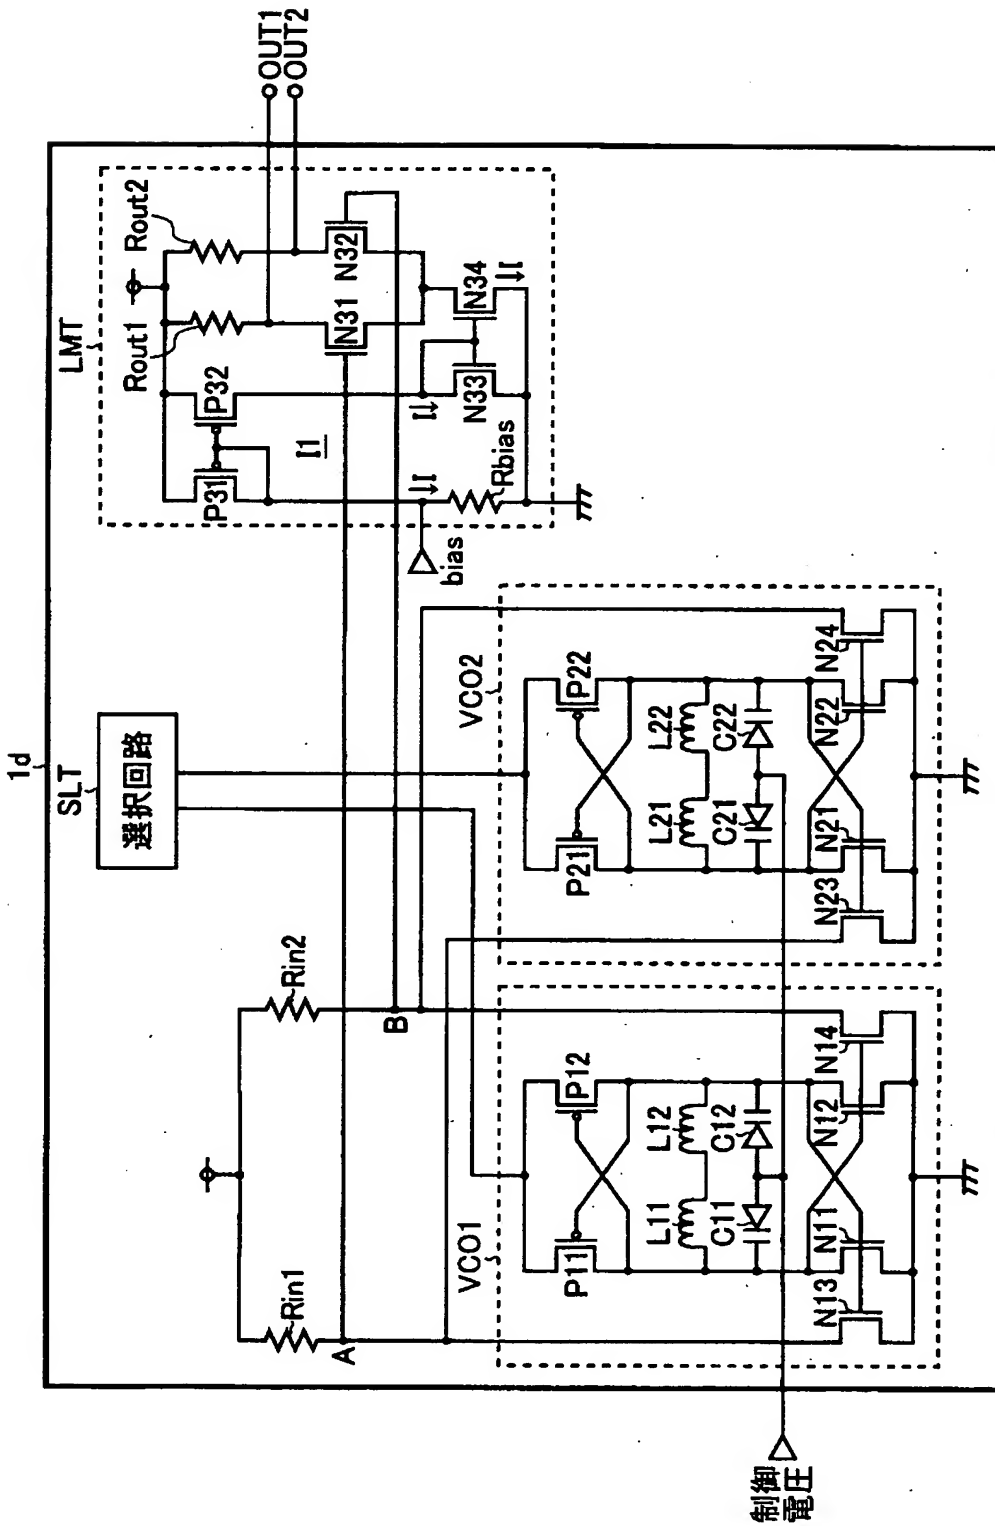 1d
SLT
選択回路
LMT
Rout1
Rout2
OUT1
OUT2
P31
P32
I1
N31
N32
I
I
I
N33
N34
Rbias
bias
Rin1
Rin2
A
B
VCO1
P11
P12
L11
L12
C11
C12
N13
N11
N12
N14
VCO2
P21
P22
L21
L22
C21
C22
N23
N21
N22
N24
制御
電圧